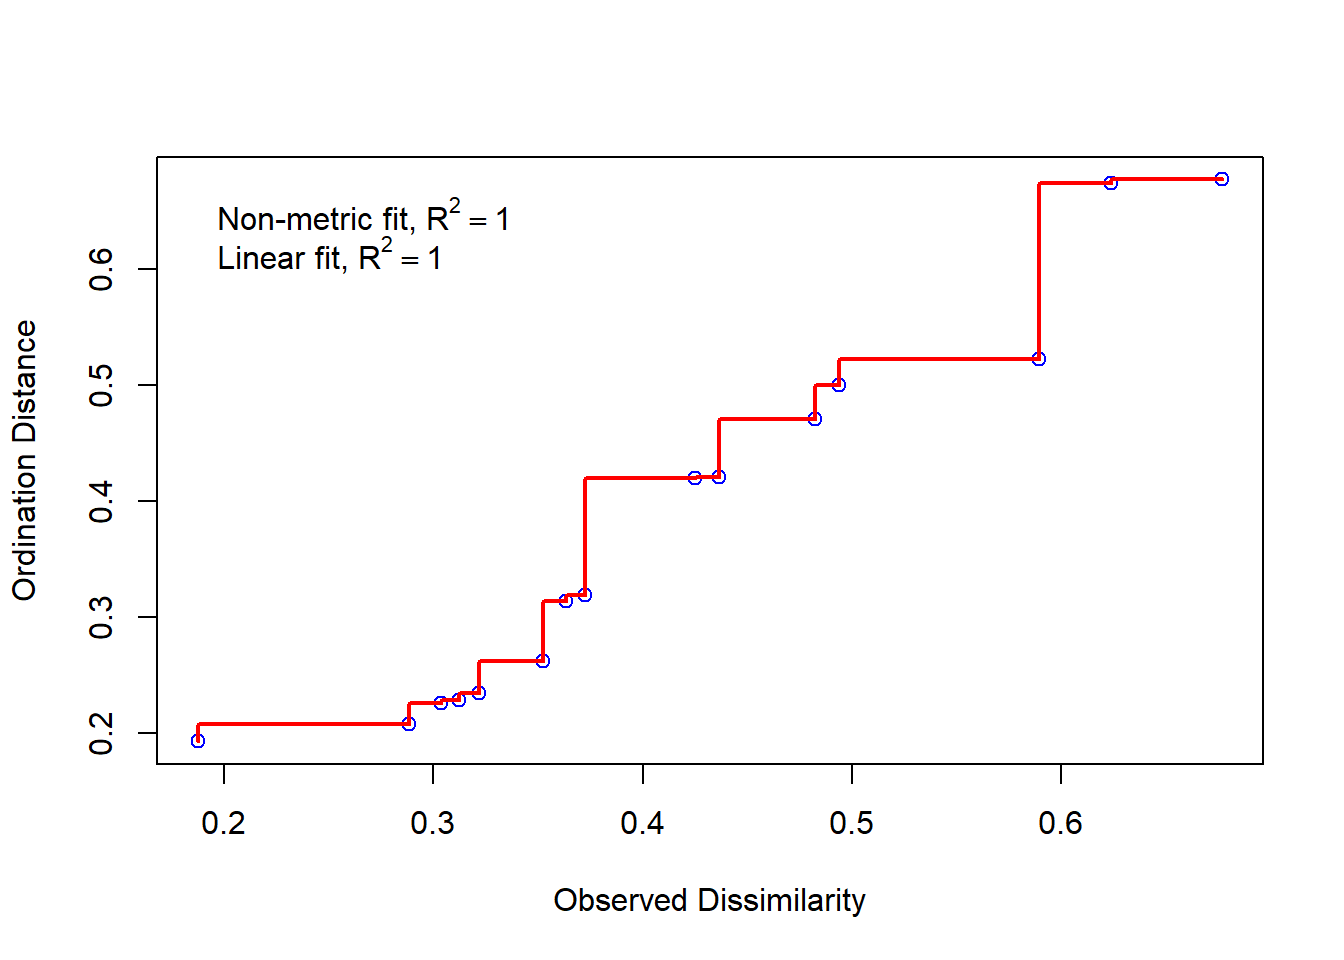 Non-metric fit, R² = 1
Linear fit, R² = 1
Ordination Distance
0.6
0.5
0.4
0.3
0.2
0.2 0.3 0.4 0.5 0.6
Observed Dissimilarity